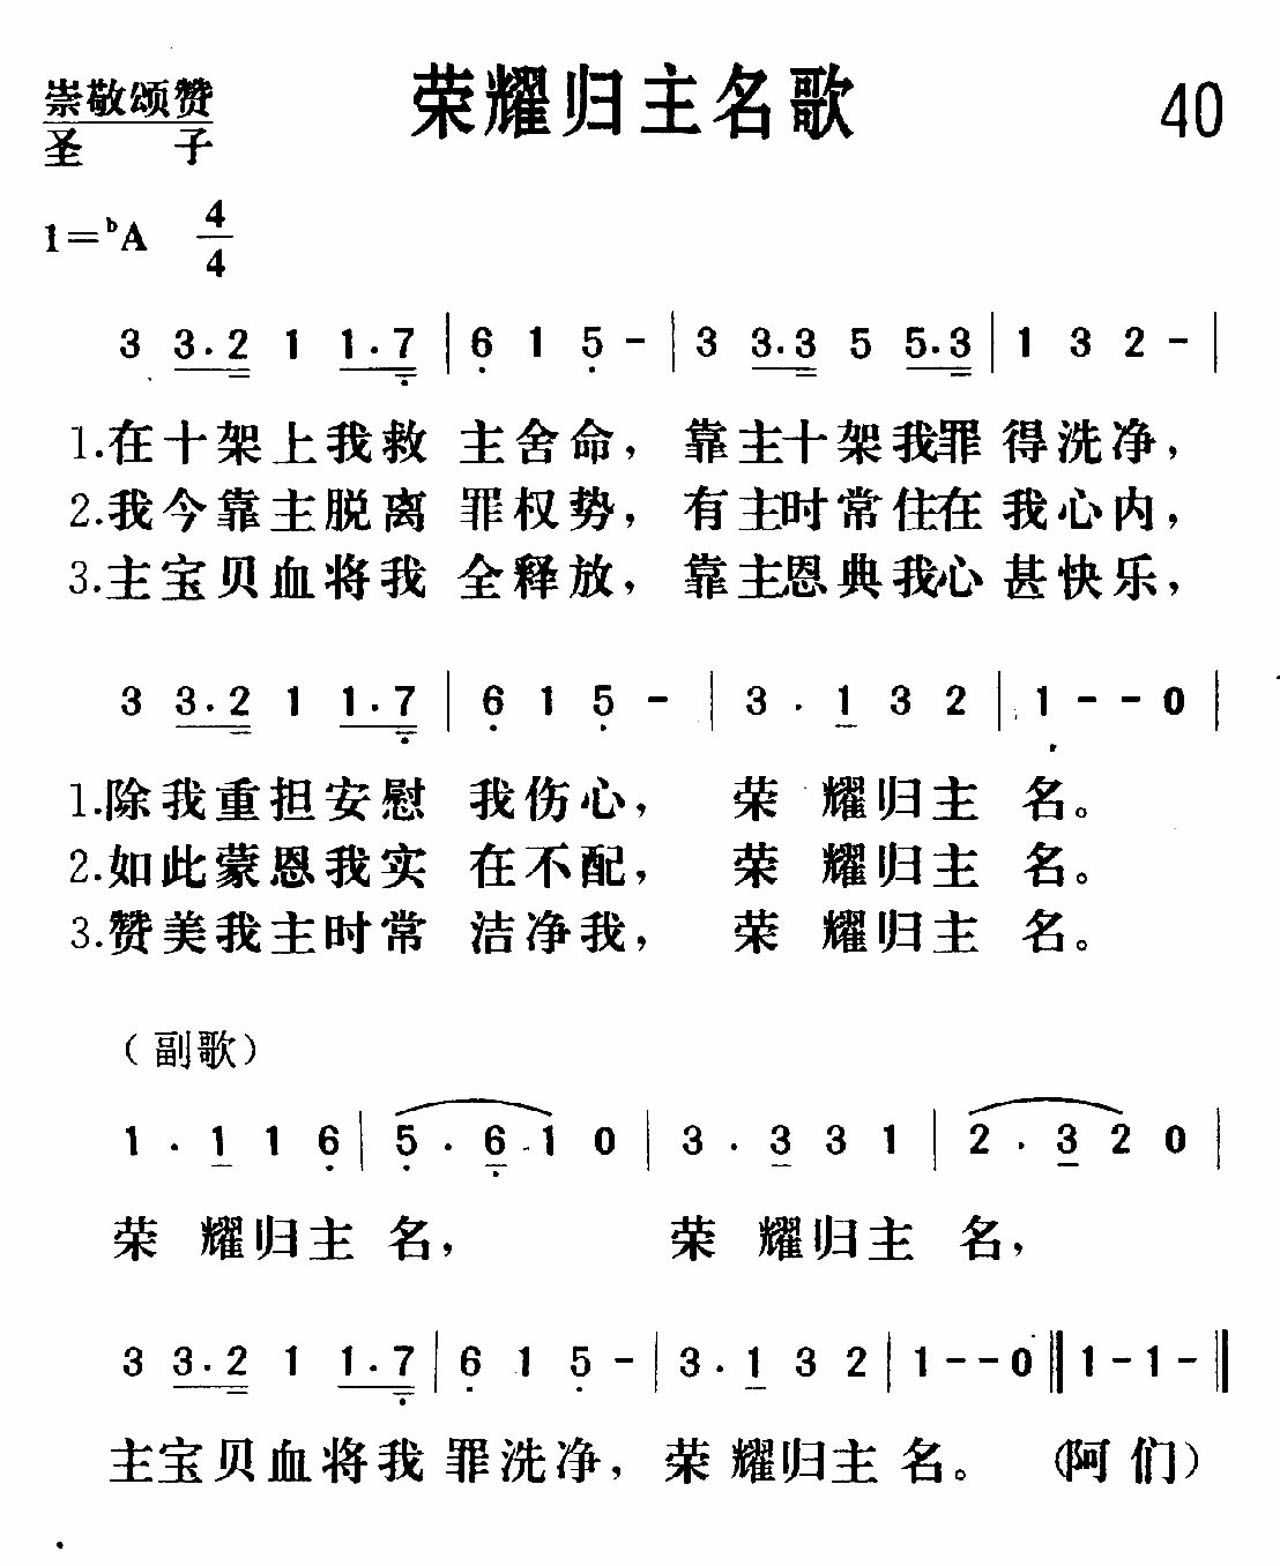 崇敬颂赞
圣 子
荣耀归主名歌
40
1=ᵇA 4/4
3 3.2 1 1.7 | 6 1 5 - | 3 3.3 5 5.3 | 1 3 2 - |
1.在十架上我救 主舍命，靠主十架我罪 得洗净，
2.我今靠主脱离 罪权势，有主时常住在 我心内，
3.主宝贝血将我 全释放，靠主恩典我心 甚快乐，
3 3.2 1 1.7 | 6 1 5 - | 3 . 1 3 2 | 1 - - 0 |
1.除我重担安慰 我伤心， 荣 耀归主 名。
2.如此蒙恩我实 在不配， 荣 耀归主 名。
3.赞美我主时常 洁净我， 荣 耀归主 名。
（副歌）
1 . 1 1 6 | 5 . 6 1 0 | 3 . 3 3 1 | 2 . 3 2 0 |
荣 耀归主 名， 荣 耀归主 名，
3 3.2 1 1.7 | 6 1 5 - | 3 . 1 3 2 | 1 - - 0 ‖ 1 - 1 - ‖
主宝贝血将我 罪洗净，荣 耀归主 名。 （阿们）